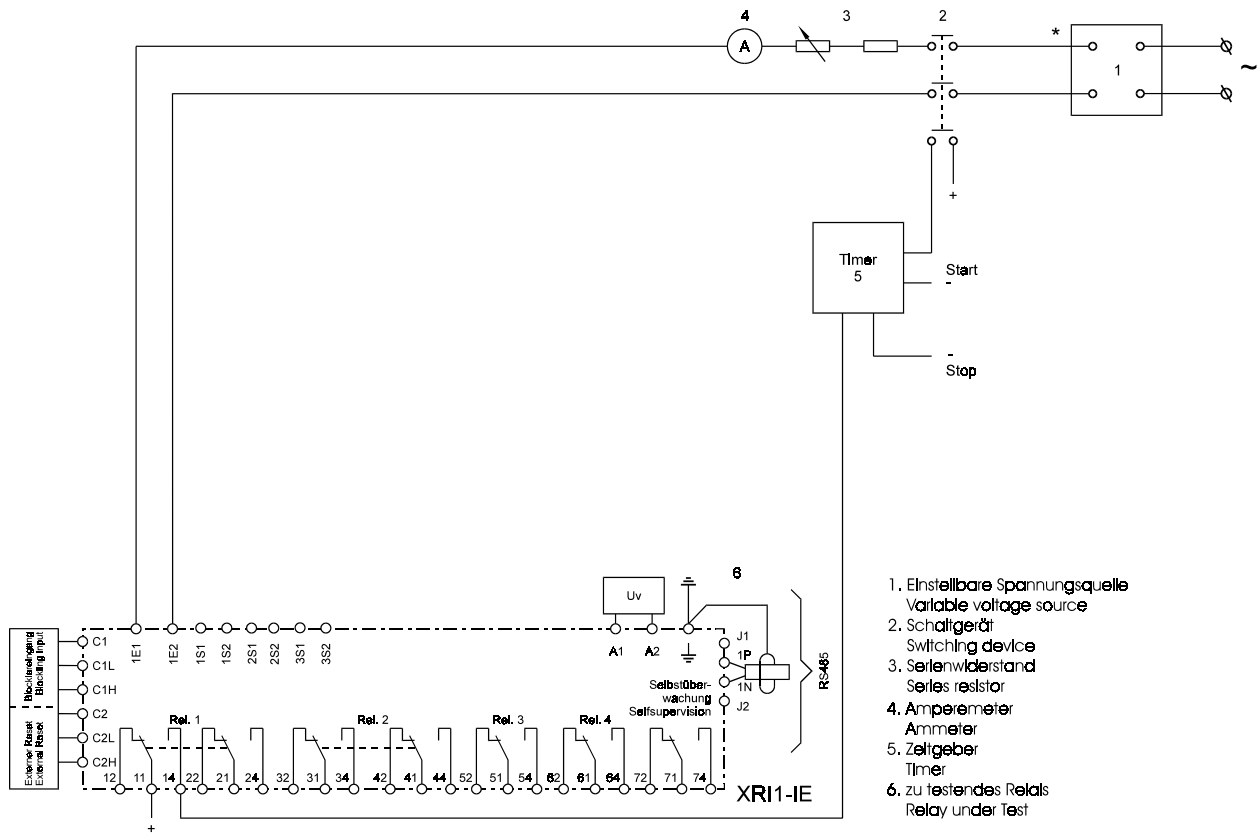 4 3 2
A * 1 ~
+
Timer
5
Start
-
-
Stop
6
Uv
RS485
1E1 1E2 1S1 1S2 2S1 2S2 3S1 3S2 A1 A2
J1
1P
1N
J2
Blockiereingang
Blocking input
C1
C1L
C1H
Externer Reset
External Reset
C2
C2L
C2H
Selbstüber-
wachung
Selfsupervision
Rel. 1 Rel. 2 Rel. 3 Rel. 4
12 11 14 22 21 24 32 31 34 42 41 44 52 51 54 62 61 64 72 71 74
+
XRI1-IE
1. Einstellbare Spannungsquelle
Variable voltage source
2. Schaltgerät
Switching device
3. Serienwiderstand
Series resistor
4. Amperemeter
Ammeter
5. Zeitgeber
Timer
6. zu testendes Relais
Relay under Test